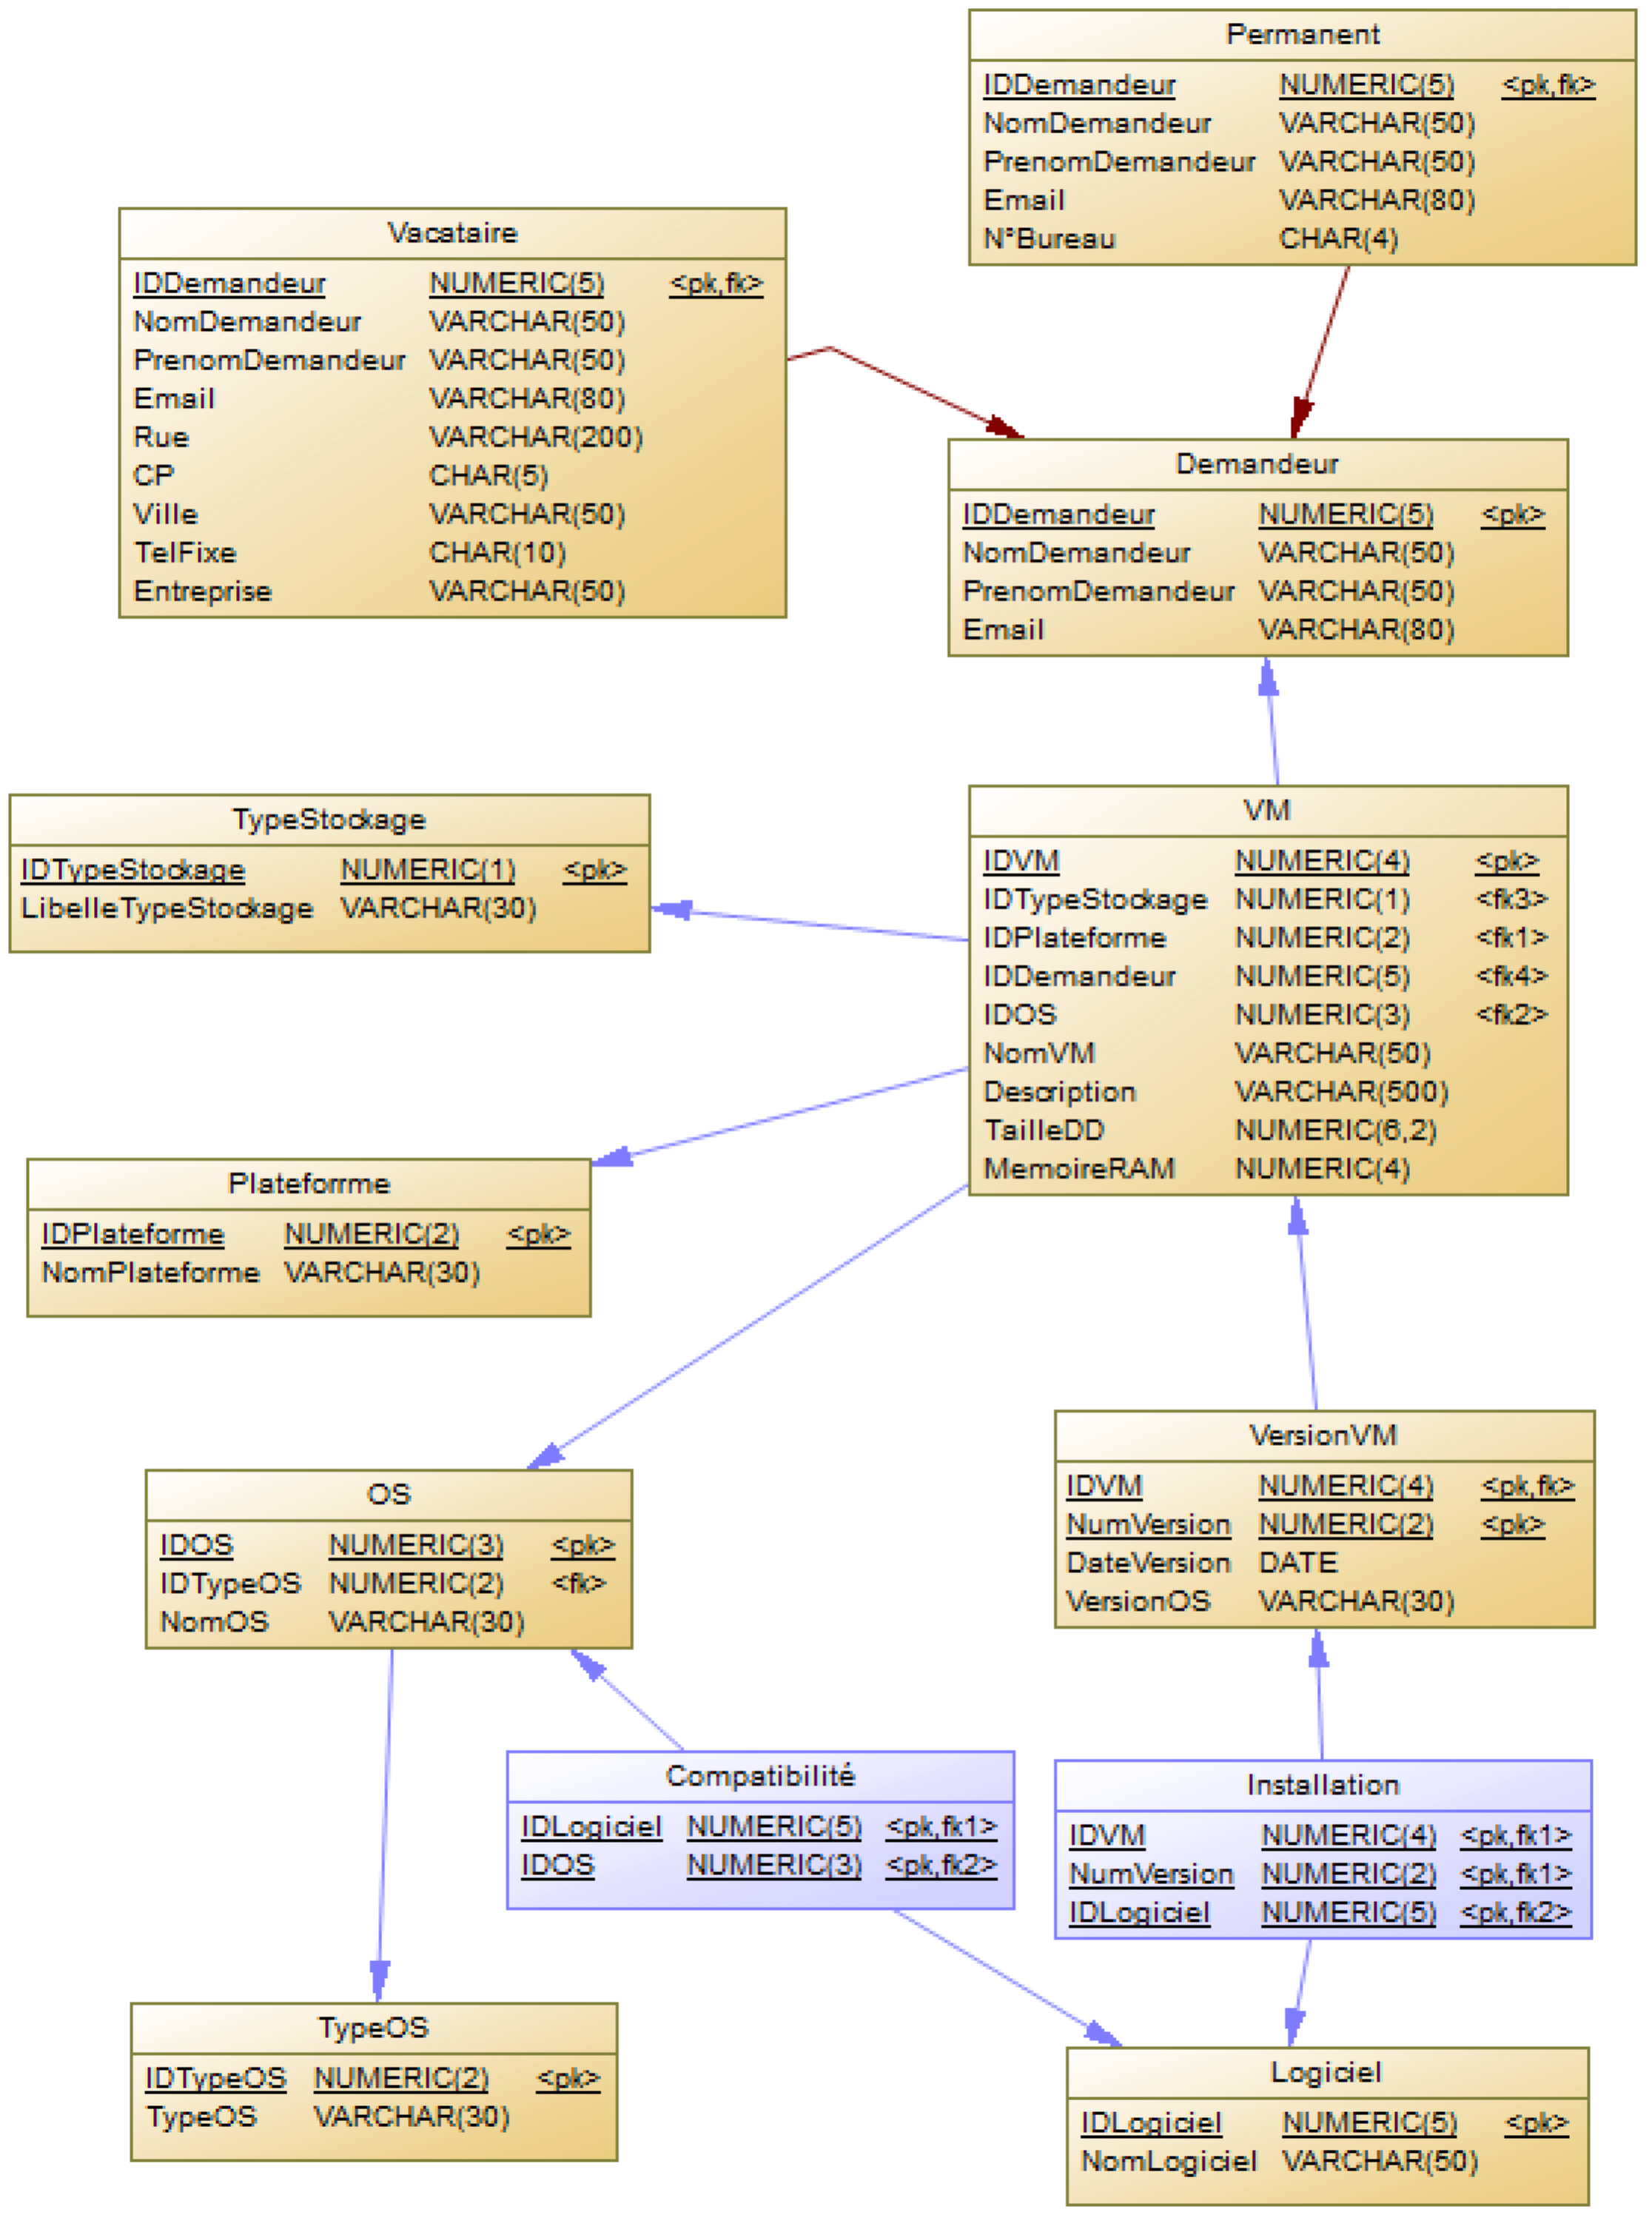 Permanent
IDDemandeur NUMERIC(5) <pk,fk>
NomDemandeur VARCHAR(50)
PrenomDemandeur VARCHAR(50)
Email VARCHAR(80)
N°Bureau CHAR(4)
Vacataire
IDDemandeur NUMERIC(5) <pk,fk>
NomDemandeur VARCHAR(50)
PrenomDemandeur VARCHAR(50)
Email VARCHAR(80)
Rue VARCHAR(200)
CP CHAR(5)
Ville VARCHAR(50)
TelFixe CHAR(10)
Entreprise VARCHAR(50)
Demandeur
IDDemandeur NUMERIC(5) <pk>
NomDemandeur VARCHAR(50)
PrenomDemandeur VARCHAR(50)
Email VARCHAR(80)
TypeStockage
IDTypeStockage NUMERIC(1) <pk>
LibelleTypeStockage VARCHAR(30)
VM
IDVM NUMERIC(4) <pk>
IDTypeStockage NUMERIC(1) <fk3>
IDPlateforme NUMERIC(2) <fk1>
IDDemandeur NUMERIC(5) <fk4>
IDOS NUMERIC(3) <fk2>
NomVM VARCHAR(50)
Description VARCHAR(500)
TailleDD NUMERIC(6,2)
MemoireRAM NUMERIC(4)
Plateforrme
IDPlateforme NUMERIC(2) <pk>
NomPlateforme VARCHAR(30)
VersionVM
IDVM NUMERIC(4) <pk,fk>
NumVersion NUMERIC(2) <pk>
DateVersion DATE
VersionOS VARCHAR(30)
OS
IDOS NUMERIC(3) <pk>
IDTypeOS NUMERIC(2) <fk>
NomOS VARCHAR(30)
Compatibilité
IDLogiciel NUMERIC(5) <pk,fk1>
IDOS NUMERIC(3) <pk,fk2>
Installation
IDVM NUMERIC(4) <pk,fk1>
NumVersion NUMERIC(2) <pk,fk1>
IDLogiciel NUMERIC(5) <pk,fk2>
TypeOS
IDTypeOS NUMERIC(2) <pk>
TypeOS VARCHAR(30)
Logiciel
IDLogiciel NUMERIC(5) <pk>
NomLogiciel VARCHAR(50)